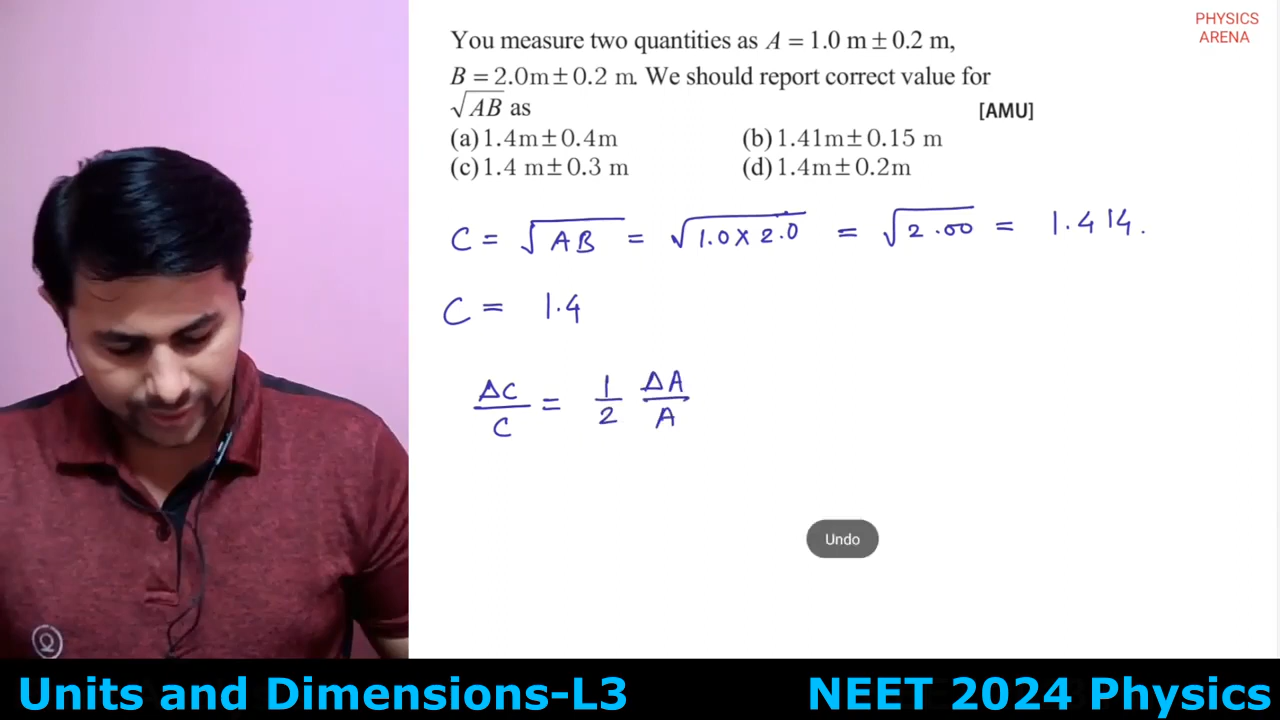 PHYSICS
ARENA
You measure two quantities as A = 1.0 m ± 0.2 m,
B = 2.0m ± 0.2 m. We should report correct value for
√AB as
[AMU]
(a) 1.4m ± 0.4m (b) 1.41m ± 0.15 m
(c) 1.4 m ± 0.3 m (d) 1.4m ± 0.2m
C = √AB = √1.0 × 2.0 = √2.00 = 1.414.
C = 1.4
ΔC/C = 1/2 ΔA/A
Undo
Units and Dimensions-L3 NEET 2024 Physics